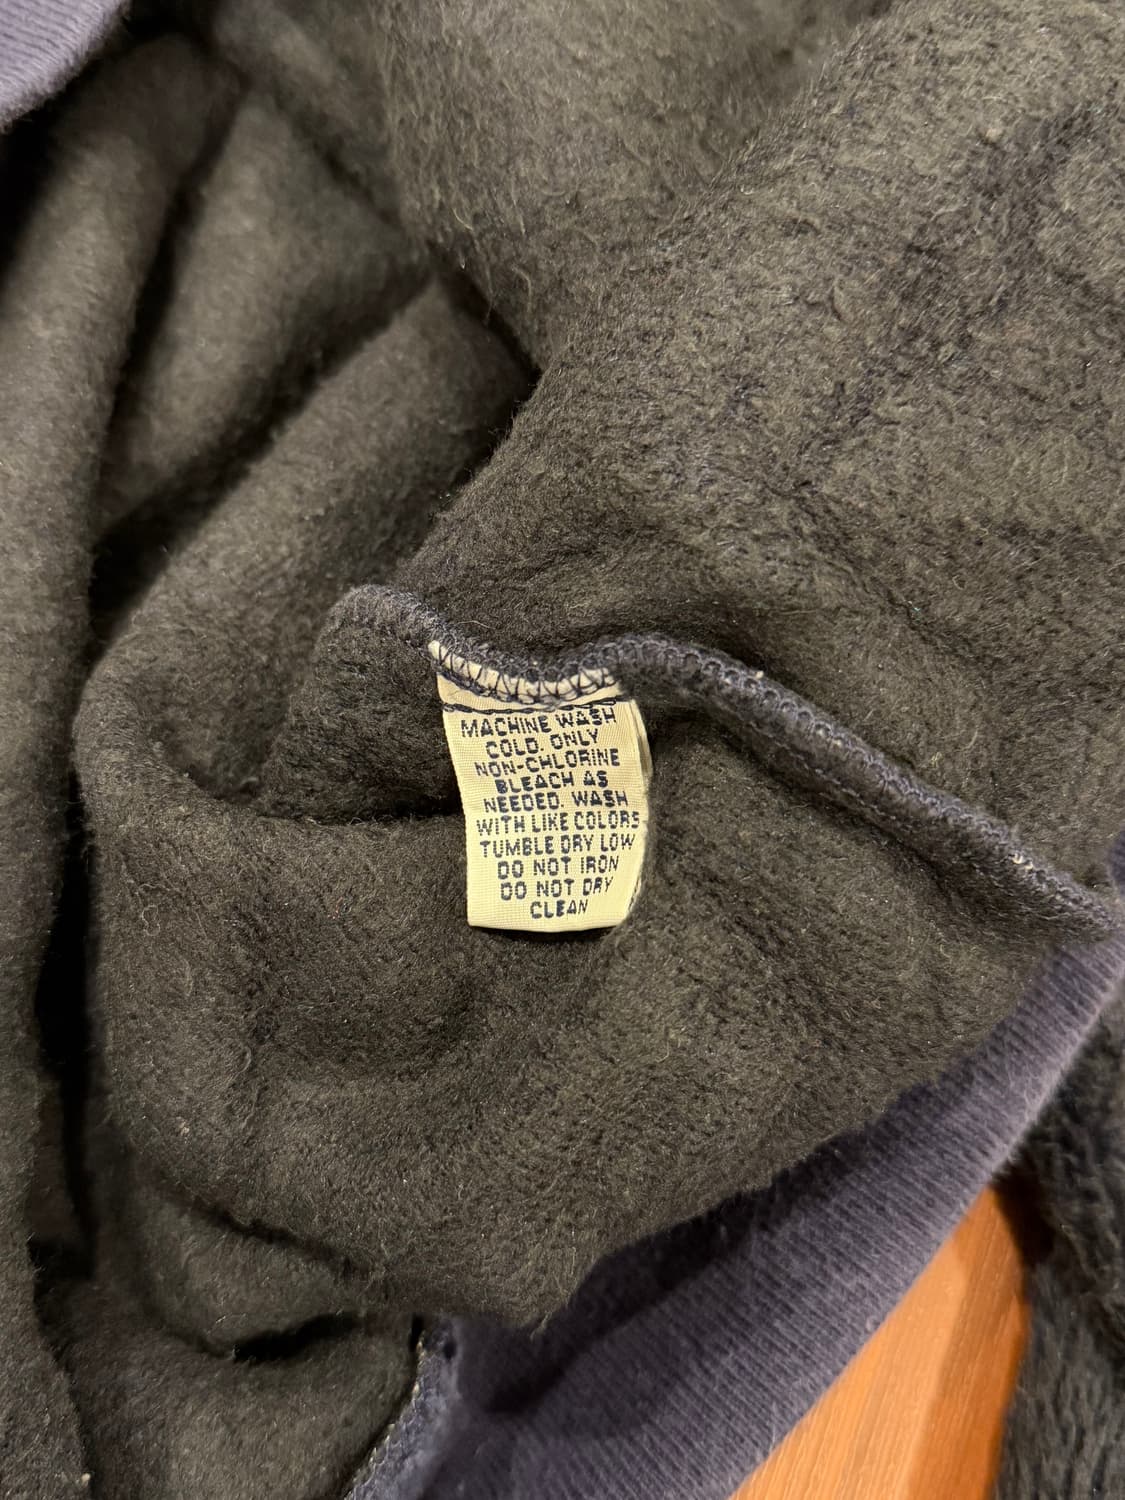 MACHINE WASH
COLD. ONLY
NON-CHLORINE
BLEACH AS
NEEDED. WASH
WITH LIKE COLORS
TUMBLE DRY LOW
DO NOT IRON
DO NOT DRY
CLEAN